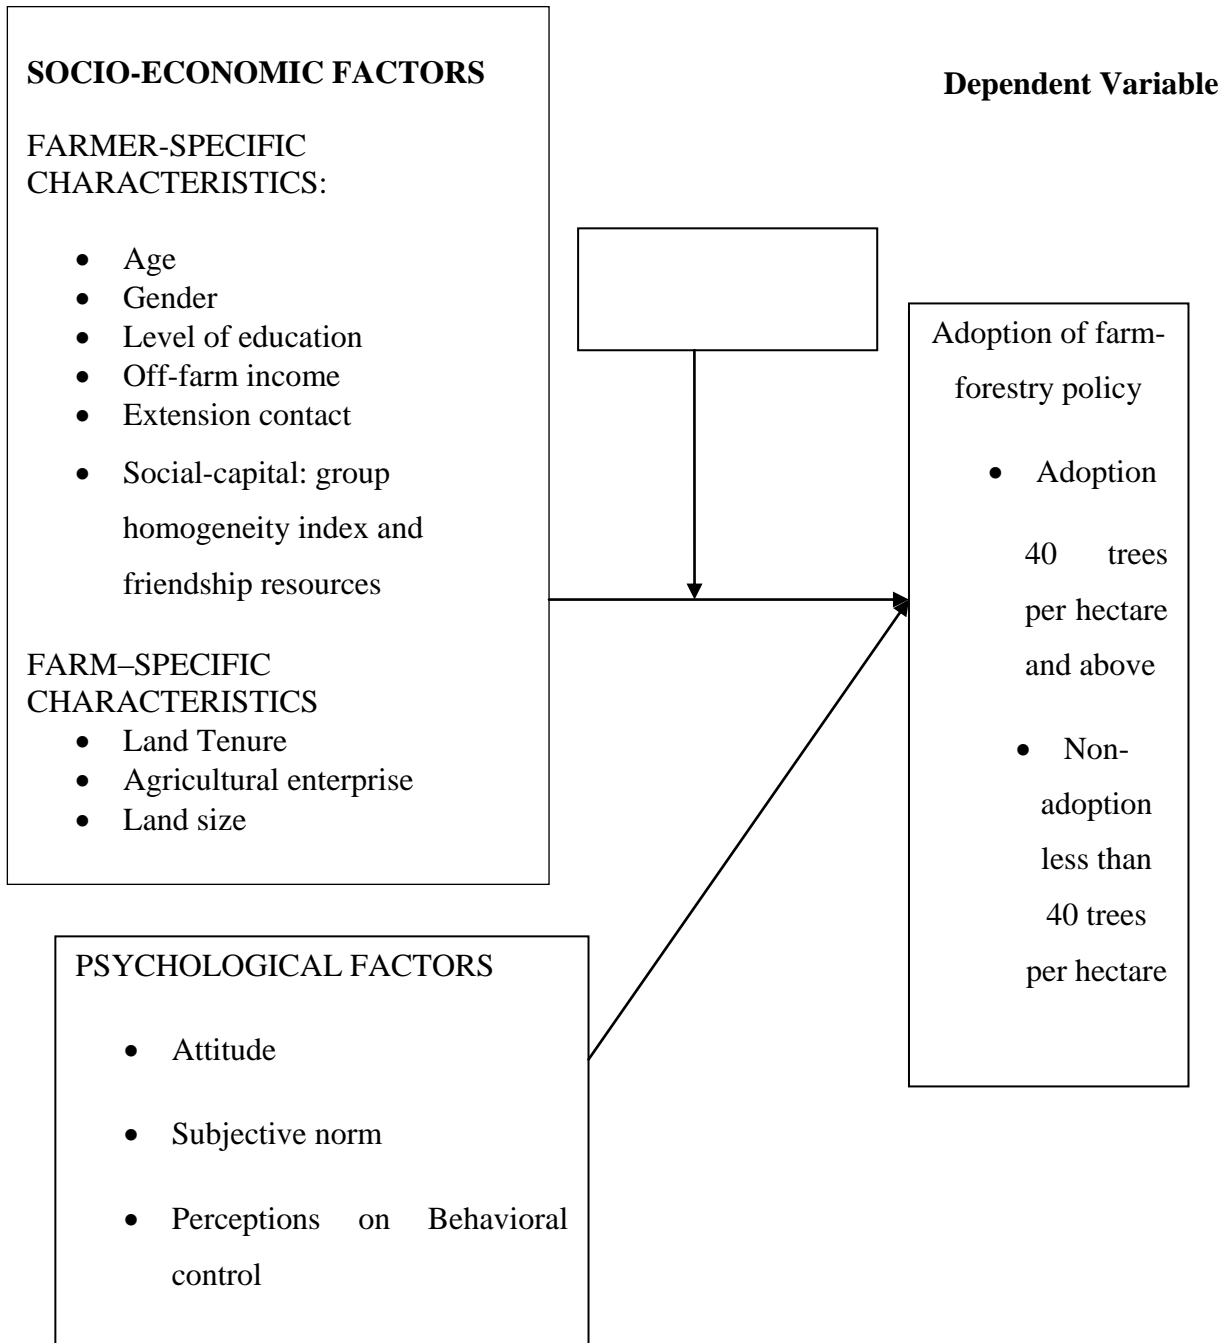 SOCIO-ECONOMIC FACTORS
FARMER-SPECIFIC
CHARACTERISTICS:
• Age
• Gender
• Level of education
• Off-farm income
• Extension contact
• Social-capital: group
homogeneity index and
friendship resources
FARM–SPECIFIC
CHARACTERISTICS
• Land Tenure
• Agricultural enterprise
• Land size
PSYCHOLOGICAL FACTORS
• Attitude
• Subjective norm
• Perceptions on Behavioral
control
Dependent Variable
Adoption of farm-
forestry policy
• Adoption
40 trees
per hectare
and above
• Non-
adoption
less than
40 trees
per hectare